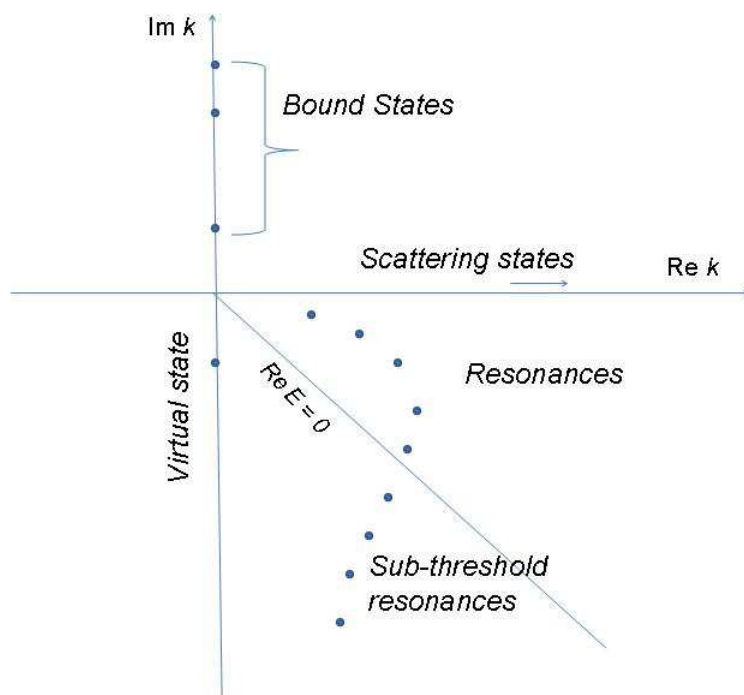 Im k
Bound States
Scattering states
Re k
Re E = 0
Resonances
Virtual state
Sub-threshold
resonances